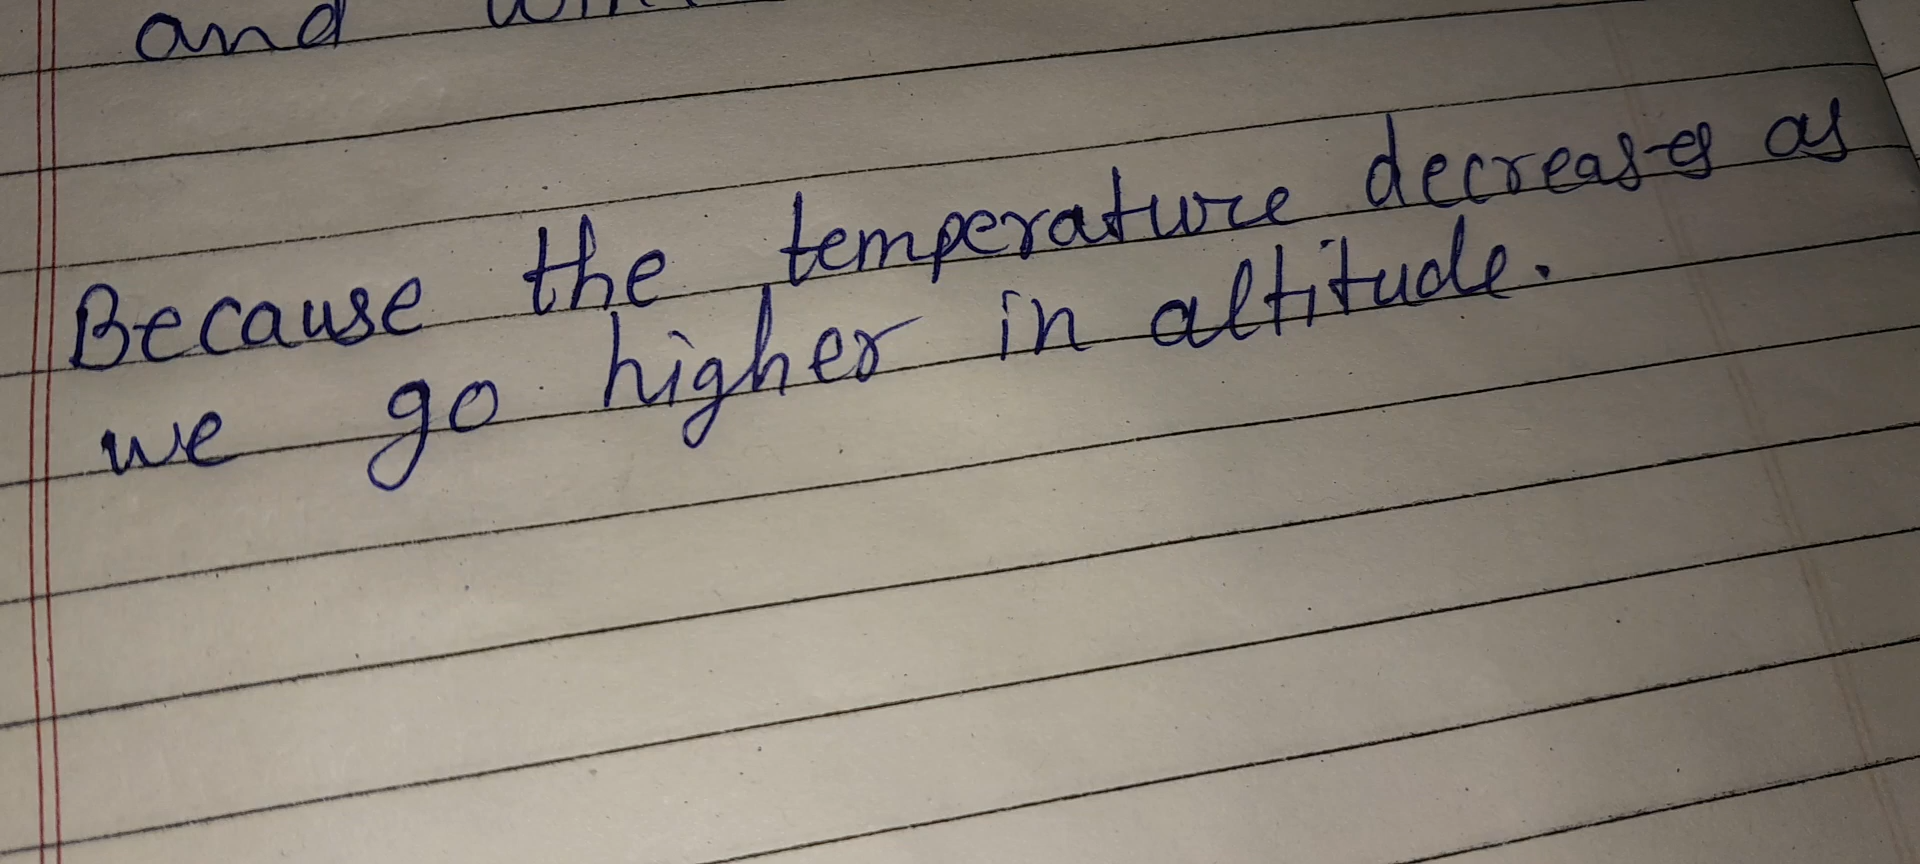 and
Because the temperature decreases as
we go higher in altitude.